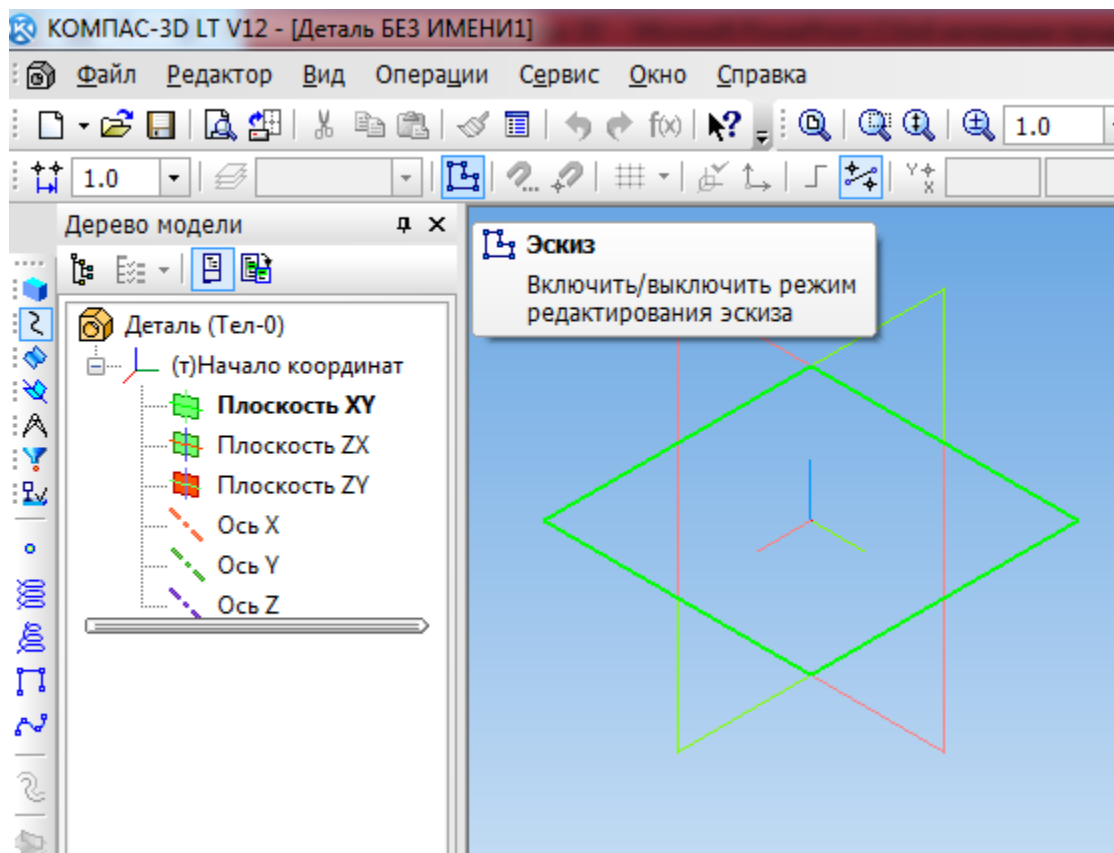 КОМПАС-3D LT V12 - [Деталь БЕЗ ИМЕНИ1]
Файл Редактор Вид Операции Сервис Окно Справка
f(x) ? 1.0
1.0 Y X
Дерево модели
Эскиз
Включить/выключить режим
редактирования эскиза
Деталь (Тел-0)
(т)Начало координат
Плоскость XY
Плоскость ZX
Плоскость ZY
Ось X
Ось Y
Ось Z